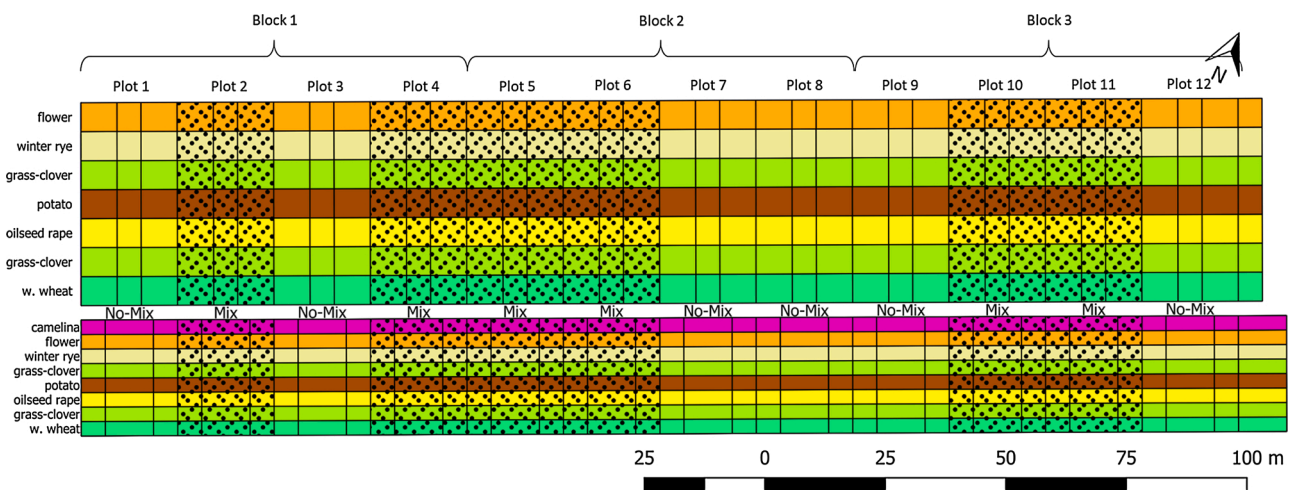 Block 1 Block 2 Block 3
Plot 1 Plot 2 Plot 3 Plot 4 Plot 5 Plot 6 Plot 7 Plot 8 Plot 9 Plot 10 Plot 11 Plot 12 N
flower
winter rye
grass-clover
potato
oilseed rape
grass-clover
w. wheat
No-Mix Mix No-Mix Mix Mix Mix No-Mix No-Mix No-Mix Mix Mix No-Mix
camelina
flower
winter rye
grass-clover
potato
oilseed rape
grass-clover
w. wheat
25 0 25 50 75 100 m